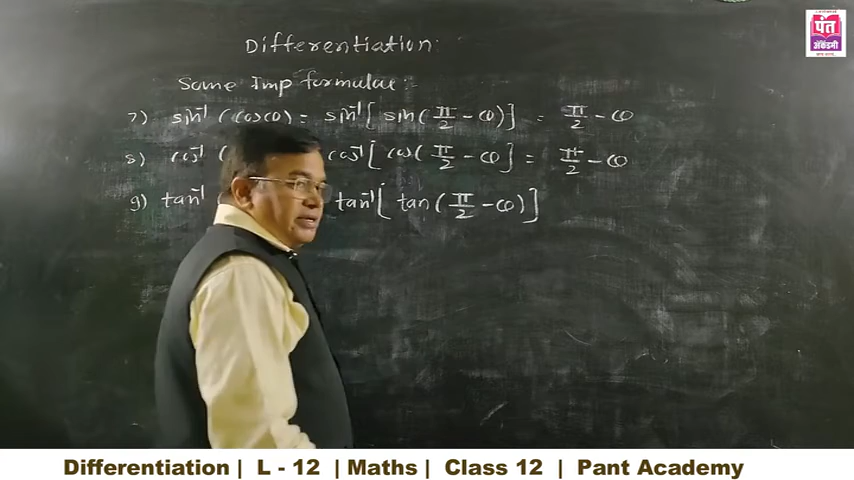 पंत
अकॅडमी
Differentiation:
Some Imp formulae :-
7) sin⁻¹ (cosθ) = sin⁻¹[ sin( π/2 - θ)] = π/2 - θ
8) cos⁻¹ ( cos⁻¹[ cos( π/2 - θ ] = π/2 - θ
9) tan⁻¹ tan⁻¹[ tan ( π/2 - θ)]
Differentiation | L - 12 | Maths | Class 12 | Pant Academy